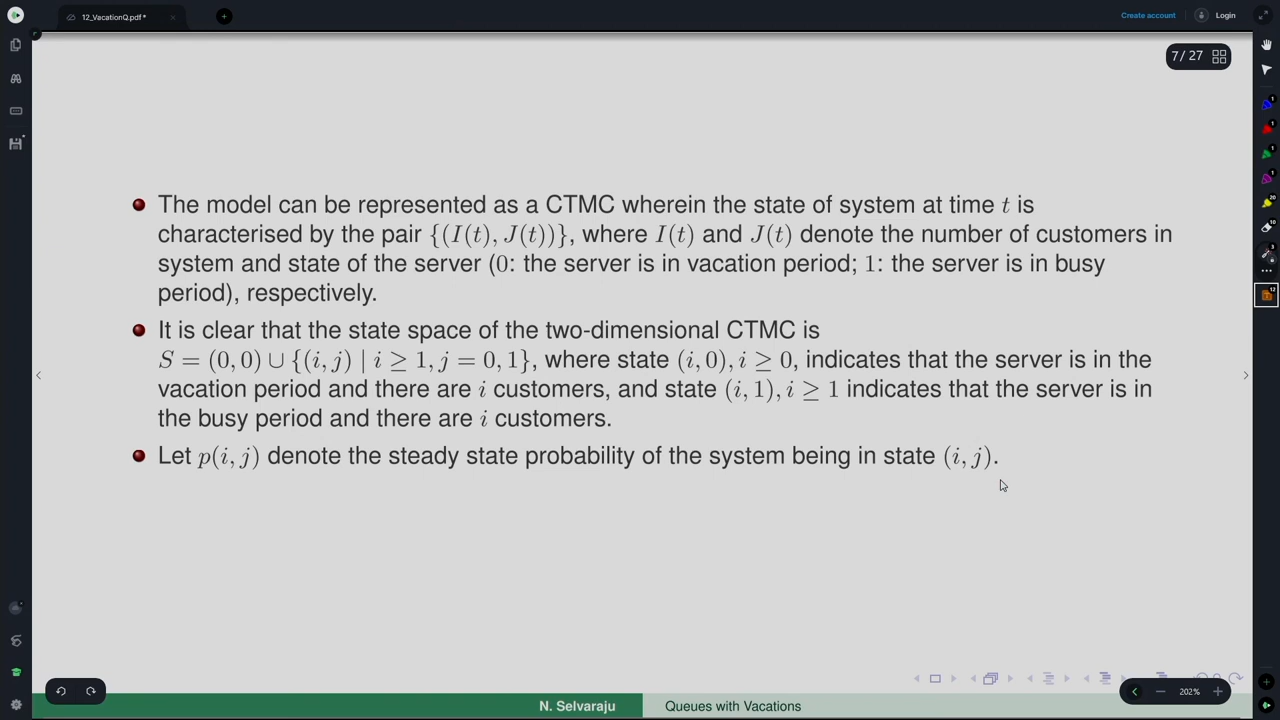 12_VacationQ.pdf*
Create account
Login
7 / 27
The model can be represented as a CTMC wherein the state of system at time t is
characterised by the pair {(I(t), J(t))}, where I(t) and J(t) denote the number of customers in
system and state of the server (0: the server is in vacation period; 1: the server is in busy
period), respectively.
It is clear that the state space of the two-dimensional CTMC is
S = (0, 0) ∪ {(i, j) | i ≥ 1, j = 0, 1}, where state (i, 0), i ≥ 0, indicates that the server is in the
vacation period and there are i customers, and state (i, 1), i ≥ 1 indicates that the server is in
the busy period and there are i customers.
Let p(i, j) denote the steady state probability of the system being in state (i, j).
N. Selvaraju
Queues with Vacations
202%